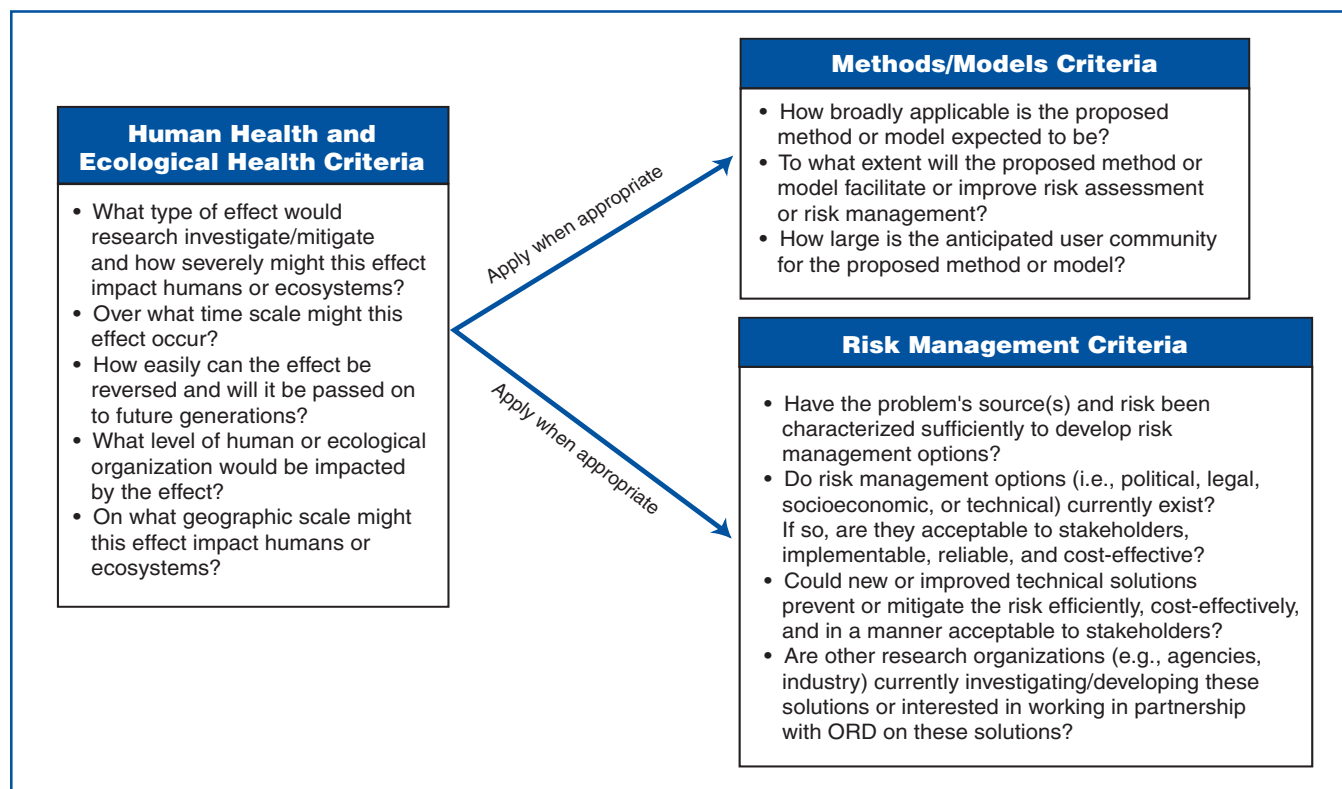 Human Health and
Ecological Health Criteria
• What type of effect would
research investigate/mitigate
and how severely might this effect
impact humans or ecosystems?
• Over what time scale might this
effect occur?
• How easily can the effect be
reversed and will it be passed on
to future generations?
• What level of human or ecological
organization would be impacted
by the effect?
• On what geographic scale might
this effect impact humans or
ecosystems?
Apply when appropriate
Methods/Models Criteria
• How broadly applicable is the proposed
method or model expected to be?
• To what extent will the proposed method or
model facilitate or improve risk assessment
or risk management?
• How large is the anticipated user community
for the proposed method or model?
Apply when appropriate
Risk Management Criteria
• Have the problem's source(s) and risk been
characterized sufficiently to develop risk
management options?
• Do risk management options (i.e., political, legal,
socioeconomic, or technical) currently exist?
If so, are they acceptable to stakeholders,
implementable, reliable, and cost-effective?
• Could new or improved technical solutions
prevent or mitigate the risk efficiently, cost-effectively,
and in a manner acceptable to stakeholders?
• Are other research organizations (e.g., agencies,
industry) currently investigating/developing these
solutions or interested in working in partnership
with ORD on these solutions?